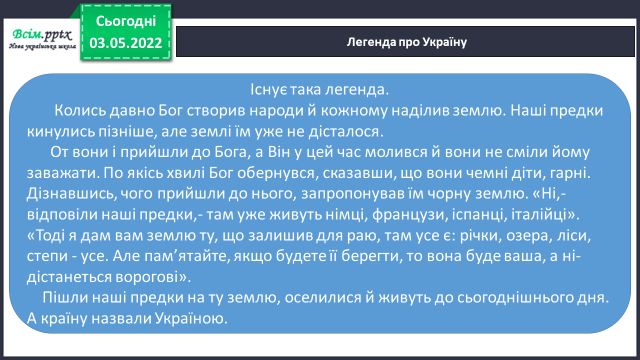 Всім.pptx
Нова українська школа
Сьогодні
03.05.2022
Легенда про Україну
Існує така легенда.
Колись давно Бог створив народи й кожному наділив землю. Наші предки
кинулись пізніше, але землі їм уже не дісталося.
От вони і прийшли до Бога, а Він у цей час молився й вони не сміли йому
заважати. По якісь хвилі Бог обернувся, сказавши, що вони чемні діти, гарні.
Дізнавшись, чого прийшли до нього, запропонував їм чорну землю. «Ні,-
відповіли наші предки,- там уже живуть німці, французи, іспанці, італійці».
«Тоді я дам вам землю ту, що залишив для раю, там усе є: річки, озера, ліси,
степи - усе. Але пам’ятайте, якщо будете її берегти, то вона буде ваша, а ні-
дістанеться ворогові».
Пішли наші предки на ту землю, оселилися й живуть до сьогоднішнього дня.
А країну назвали Україною.